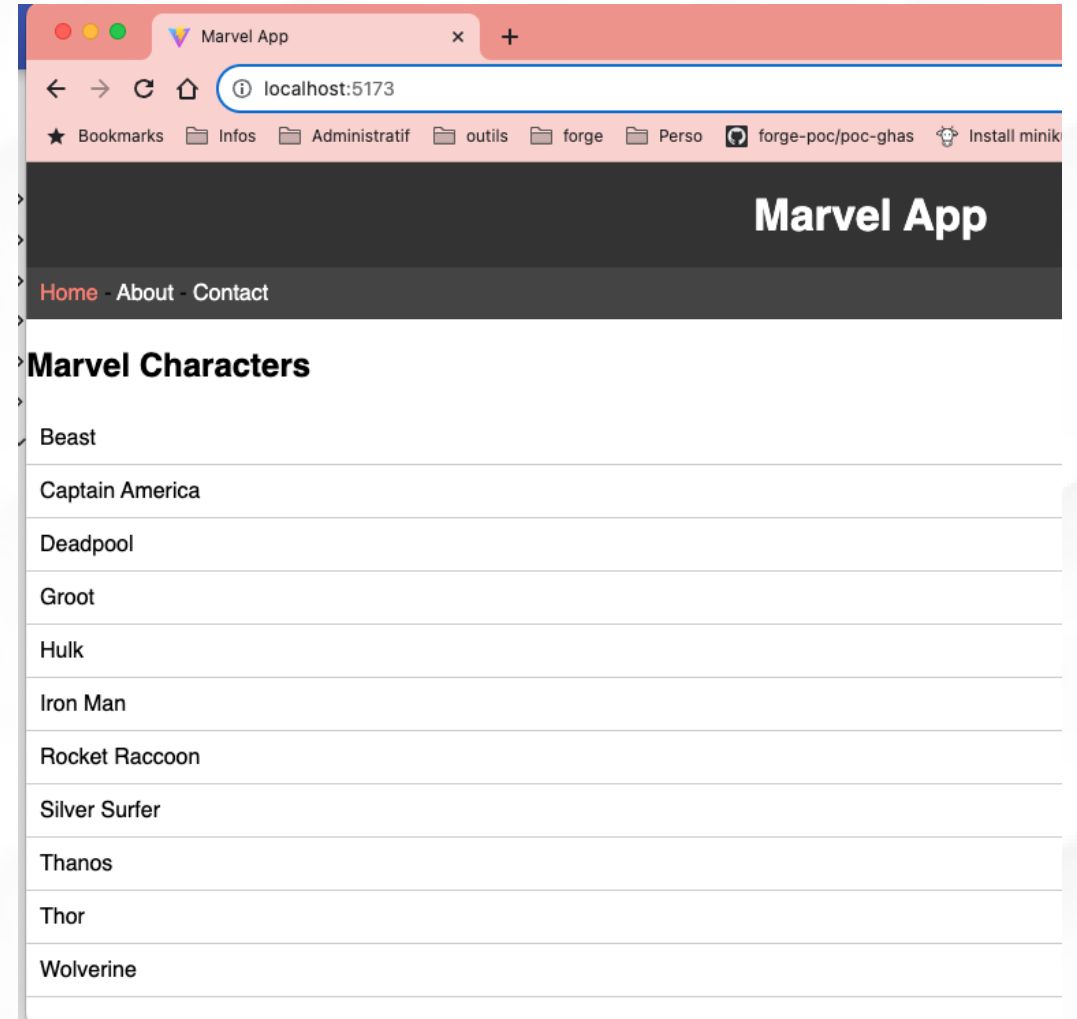 Marvel App
localhost:5173
Bookmarks Infos Administratif outils forge Perso forge-poc/poc-ghas Install
Marvel App
Home - About - Contact
Marvel Characters
Beast
Captain America
Deadpool
Groot
Hulk
Iron Man
Rocket Raccoon
Silver Surfer
Thanos
Thor
Wolverine